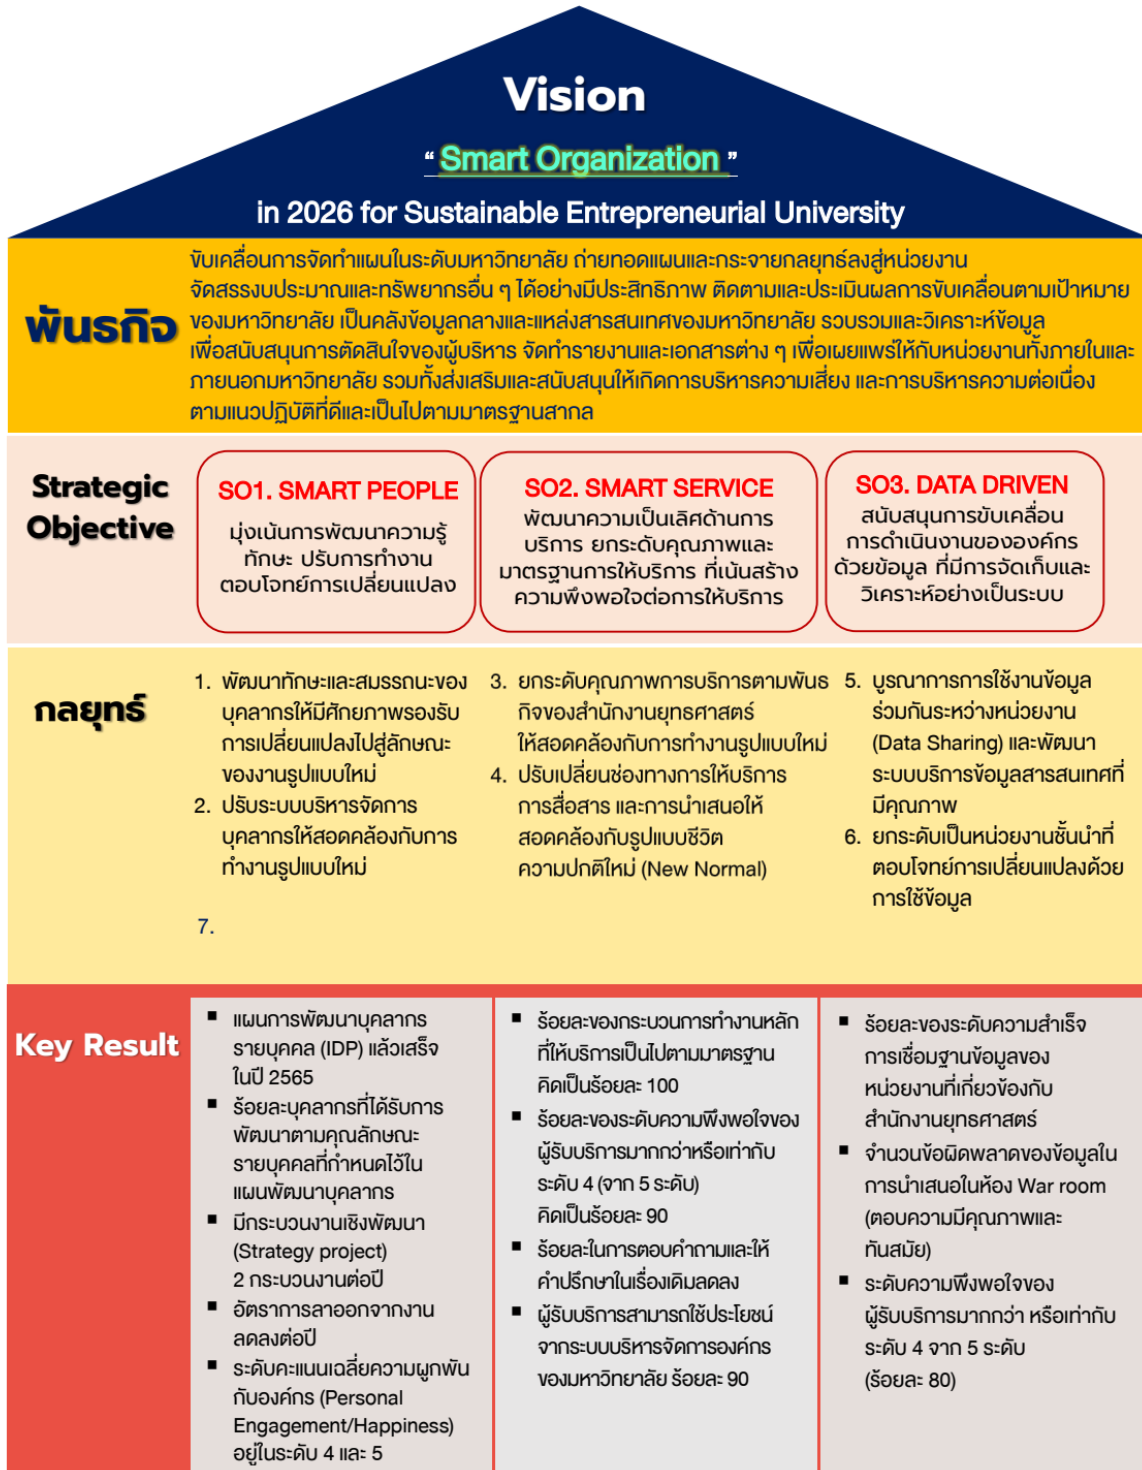 Vision
“ Smart Organization ”
in 2026 for Sustainable Entrepreneurial University
พันธกิจ
ขับเคลื่อนการจัดทำแผนในระดับมหาวิทยาลัย ถ่ายทอดแผนและกระจายกลยุทธ์ลงสู่หน่วยงาน
จัดสรรงบประมาณและทรัพยากรอื่น ๆ ได้อย่างมีประสิทธิภาพ ติดตามและประเมินผลการขับเคลื่อนตามเป้าหมาย
ของมหาวิทยาลัย เป็นคลังข้อมูลกลางและแหล่งสารสนเทศของมหาวิทยาลัย รวบรวมและวิเคราะห์ข้อมูล
เพื่อสนับสนุนการตัดสินใจของผู้บริหาร จัดทำรายงานและเอกสารต่าง ๆ เพื่อเผยแพร่ให้กับหน่วยงานทั้งภายในและ
ภายนอกมหาวิทยาลัย รวมทั้งส่งเสริมและสนับสนุนให้เกิดการบริหารความเสี่ยง และการบริหารความต่อเนื่อง
ตามแนวปฏิบัติที่ดีและเป็นไปตามมาตรฐานสากล
Strategic
Objective
SO1. SMART PEOPLE
มุ่งเน้นการพัฒนาความรู้
ทักษะ ปรับการทำงาน
ตอบโจทย์การเปลี่ยนแปลง
SO2. SMART SERVICE
พัฒนาความเป็นเลิศด้านการ
บริการ ยกระดับคุณภาพและ
มาตรฐานการให้บริการ ที่เน้นสร้าง
ความพึงพอใจต่อการให้บริการ
SO3. DATA DRIVEN
สนับสนุนการขับเคลื่อน
การดำเนินงานขององค์กร
ด้วยข้อมูล ที่มีการจัดเก็บและ
วิเคราะห์อย่างเป็นระบบ
กลยุทธ์
1. พัฒนาทักษะและสมรรถนะของ
บุคลากรให้มีศักยภาพรองรับ
การเปลี่ยนแปลงไปสู่ลักษณะ
ของงานรูปแบบใหม่
2. ปรับระบบบริหารจัดการ
บุคลากรให้สอดคล้องกับการ
ทำงานรูปแบบใหม่
7.
3. ยกระดับคุณภาพการบริการตามพันธ
กิจของสำนักงานยุทธศาสตร์
ให้สอดคล้องกับการทำงานรูปแบบใหม่
4. ปรับเปลี่ยนช่องทางการให้บริการ
การสื่อสาร และการนำเสนอให้
สอดคล้องกับรูปแบบชีวิต
ความปกติใหม่ (New Normal)
5. บูรณาการการใช้งานข้อมูล
ร่วมกันระหว่างหน่วยงาน
(Data Sharing) และพัฒนา
ระบบบริการข้อมูลสารสนเทศที่
มีคุณภาพ
6. ยกระดับเป็นหน่วยงานชั้นนำที่
ตอบโจทย์การเปลี่ยนแปลงด้วย
การใช้ข้อมูล
Key Result
▪ แผนการพัฒนาบุคลากร
รายบุคคล (IDP) แล้วเสร็จ
ในปี 2565
▪ ร้อยละบุคลากรที่ได้รับการ
พัฒนาตามคุณลักษณะ
รายบุคคลที่กำหนดไว้ใน
แผนพัฒนาบุคลากร
▪ มีกระบวนงานเชิงพัฒนา
(Strategy project)
2 กระบวนงานต่อปี
▪ อัตราการลาออกจากงาน
ลดลงต่อปี
▪ ระดับคะแนนเฉลี่ยความผูกพัน
กับองค์กร (Personal
Engagement/Happiness)
อยู่ในระดับ 4 และ 5
▪ ร้อยละของกระบวนการทำงานหลัก
ที่ให้บริการเป็นไปตามมาตรฐาน
คิดเป็นร้อยละ 100
▪ ร้อยละของระดับความพึงพอใจของ
ผู้รับบริการมากกว่าหรือเท่ากับ
ระดับ 4 (จาก 5 ระดับ)
คิดเป็นร้อยละ 90
▪ ร้อยละในการตอบคำถามและให้
คำปรึกษาในเรื่องเดิมลดลง
▪ ผู้รับบริการสามารถใช้ประโยชน์
จากระบบบริหารจัดการองค์กร
ของมหาวิทยาลัย ร้อยละ 90
▪ ร้อยละของระดับความสำเร็จ
การเชื่อมฐานข้อมูลของ
หน่วยงานที่เกี่ยวข้องกับ
สำนักงานยุทธศาสตร์
▪ จำนวนข้อผิดพลาดของข้อมูลใน
การนำเสนอในห้อง War room
(ตอบความมีคุณภาพและ
ทันสมัย)
▪ ระดับความพึงพอใจของ
ผู้รับบริการมากกว่า หรือเท่ากับ
ระดับ 4 จาก 5 ระดับ
(ร้อยละ 80)